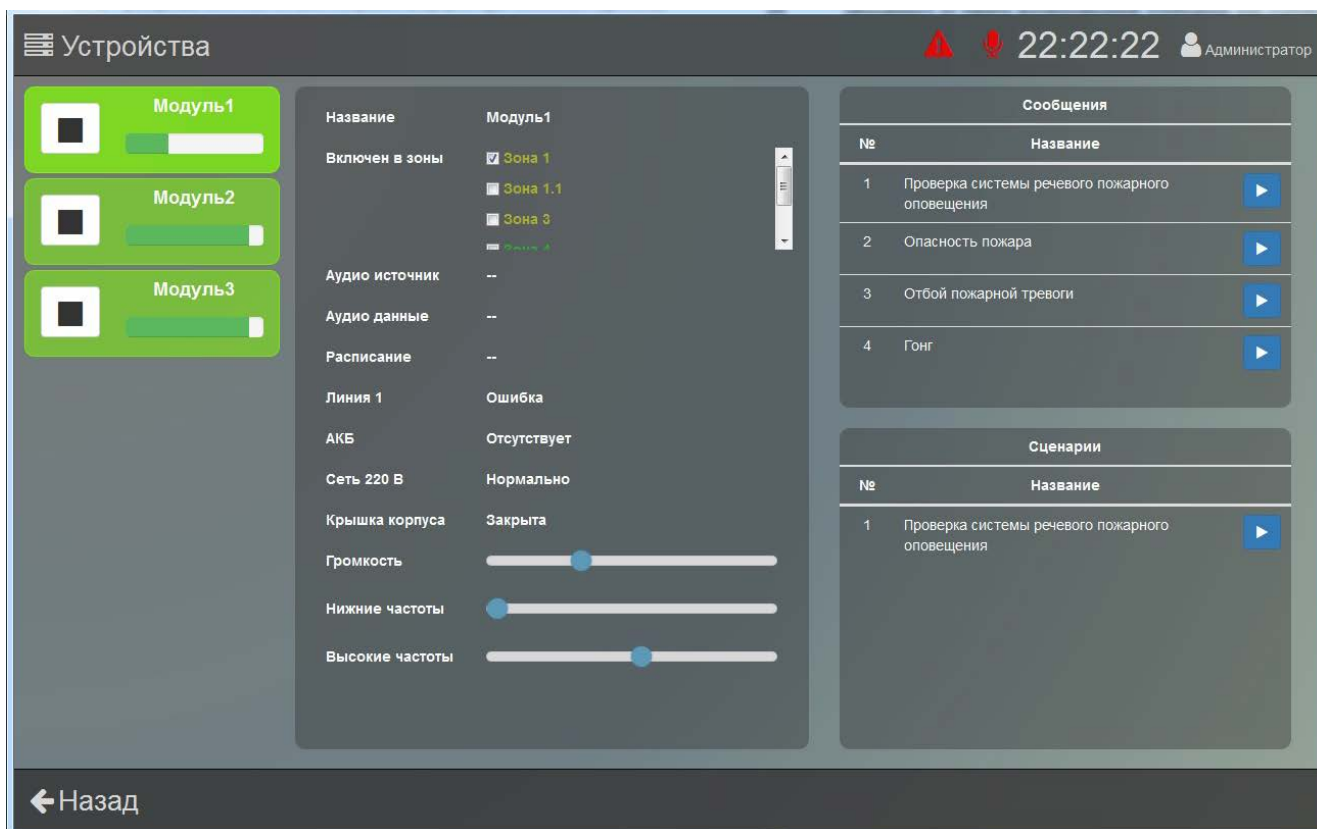 Устройства
22:22:22
Администратор
Модуль1
Модуль2
Модуль3
Название Модуль1
Включен в зоны Зона 1
Зона 1.1
Зона 3
Зона 4
Аудио источник --
Аудио данные --
Расписание --
Линия 1 Ошибка
АКБ Отсутствует
Сеть 220 В Нормально
Крышка корпуса Закрыта
Громкость
Нижние частоты
Высокие частоты
Сообщения
№ Название
1 Проверка системы речевого пожарного
оповещения
2 Опасность пожара
3 Отбой пожарной тревоги
4 Гонг
Сценарии
№ Название
1 Проверка системы речевого пожарного
оповещения
Назад